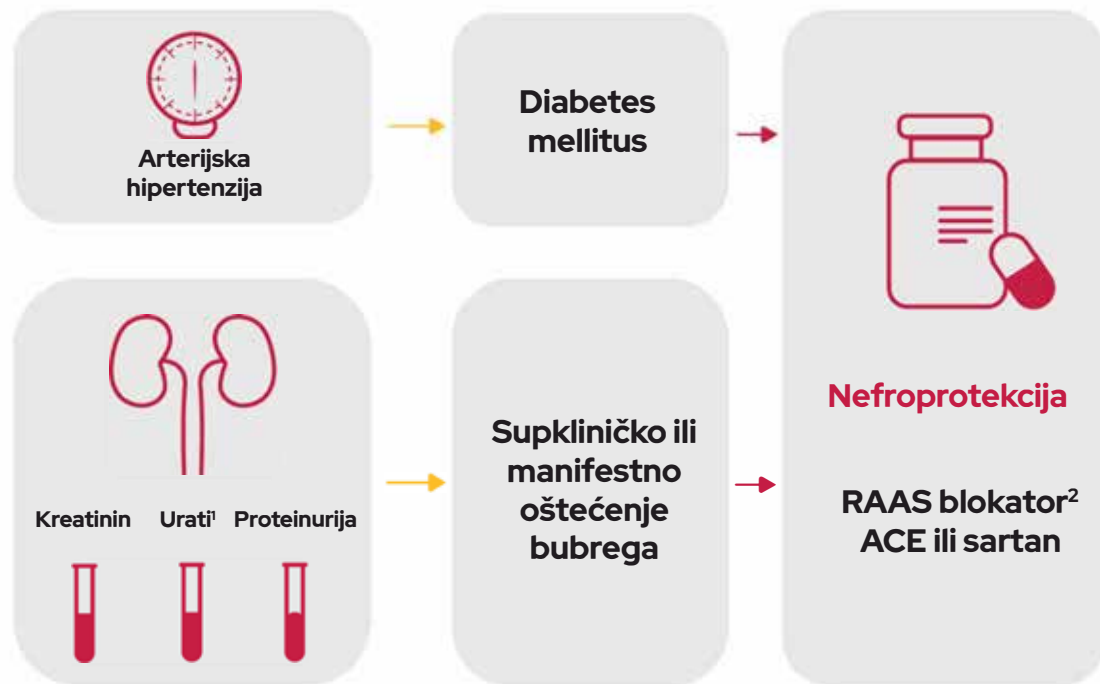 Arterijska
hipertenzija
Diabetes
mellitus
Kreatinin
Urati¹
Proteinurija
Supkliničko ili
manifestno
oštećenje
bubrega
Nefroprotekcija
RAAS blokator²
ACE ili sartan